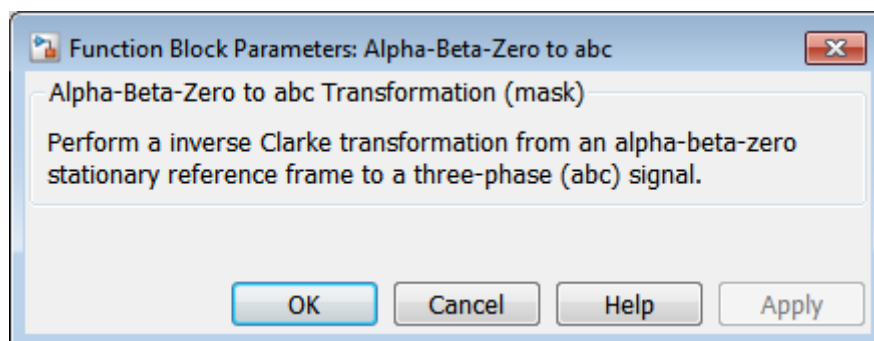 Function Block Parameters: Alpha-Beta-Zero to abc
Alpha-Beta-Zero to abc Transformation (mask)
Perform a inverse Clarke transformation from an alpha-beta-zero
stationary reference frame to a three-phase (abc) signal.
OK Cancel Help Apply